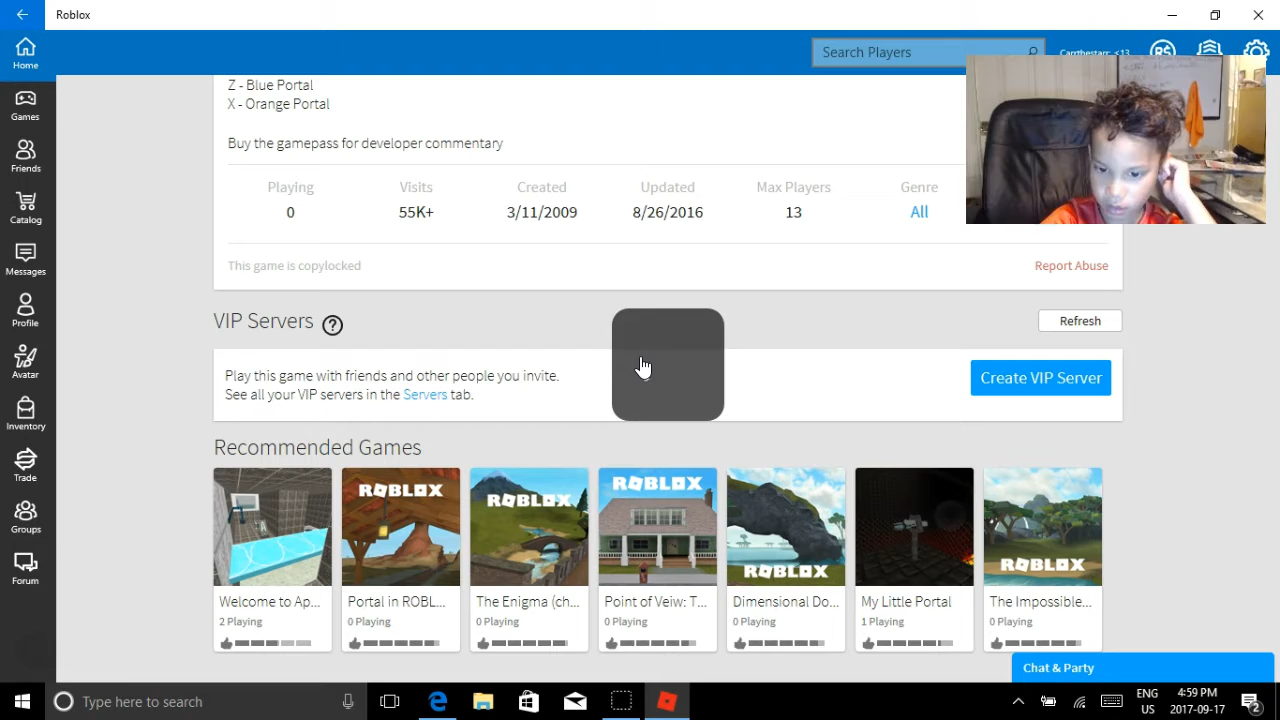 Roblox
Home
Search Players
Games
Friends
Catalog
Messages
Profile
Avatar
Inventory
Trade
Groups
Forum
Z - Blue Portal
X - Orange Portal
Buy the gamepass for developer commentary
Playing Visits Created Updated Max Players Genre
0 55K+ 3/11/2009 8/26/2016 13 All
This game is copylocked Report Abuse
VIP Servers ? Refresh
Play this game with friends and other people you invite.
See all your VIP servers in the Servers tab.
Create VIP Server
Recommended Games
ROBLOX ROBLOX ROBLOX ROBLOX ROBLOX
Welcome to Ap... Portal in ROBL... The Enigma (ch... Point of Veiw: T... Dimensional Do... My Little Portal The Impossible...
2 Playing 0 Playing 0 Playing 0 Playing 0 Playing 1 Playing 0 Playing
Chat & Party
Type here to search
ENG
US
4:59 PM
2017-09-17
2